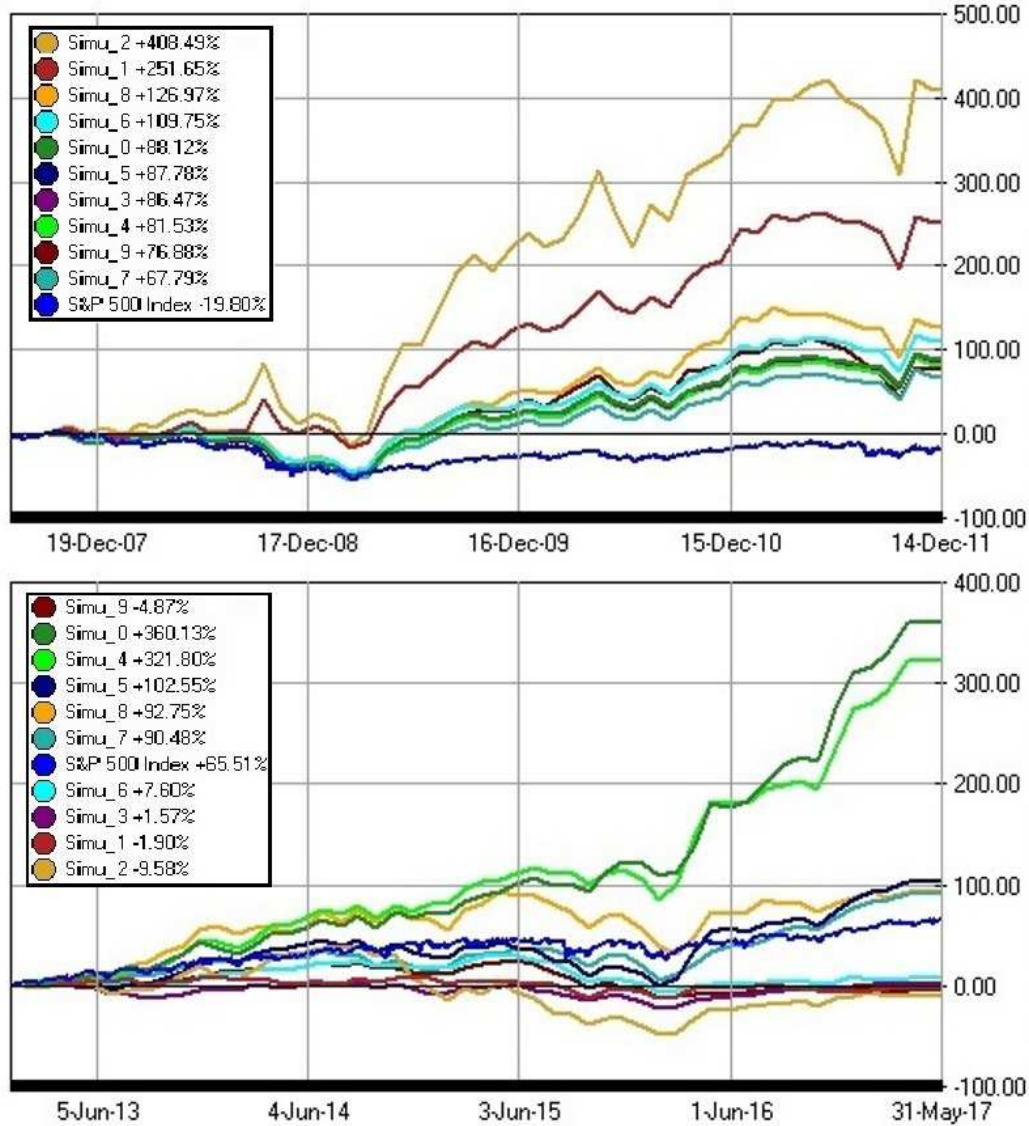 500.00
Simu_2 +408.49%
Simu_1 +251.65%
Simu_8 +126.97%
400.00
Simu_6 +109.75%
Simu_0 +88.12%
Simu_5 +87.78%
300.00
Simu_3 +86.47%
Simu_4 +81.53%
Simu_9 +76.88%
200.00
Simu_7 +67.79%
S&P 500 Index -19.80%
100.00
0.00
-100.00
19-Dec-07 17-Dec-08 16-Dec-09 15-Dec-10 14-Dec-11
400.00
Simu_9 -4.87%
Simu_0 +360.13%
Simu_4 +321.80%
300.00
Simu_5 +102.55%
Simu_8 +92.75%
Simu_7 +90.48%
S&P 500 Index +65.51%
200.00
Simu_6 +7.60%
Simu_3 +1.57%
Simu_1 -1.90%
Simu_2 -9.58%
100.00
0.00
-100.00
5-Jun-13 4-Jun-14 3-Jun-15 1-Jun-16 31-May-17